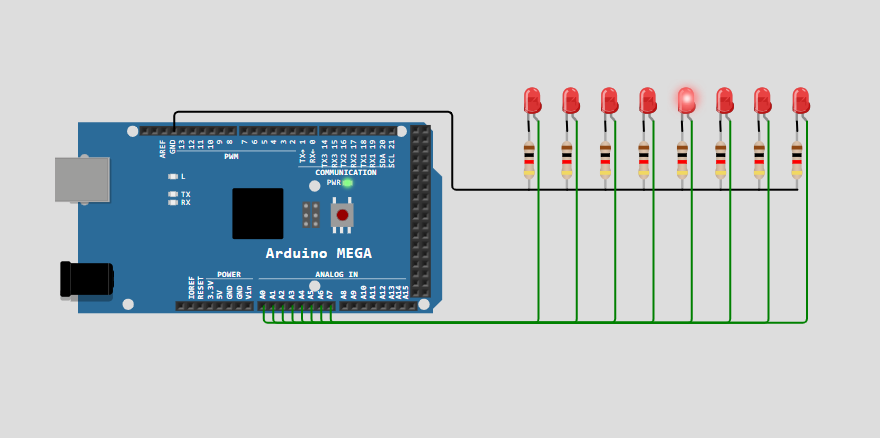 AREF
GND
13
12
11
10
9
8
7
6
5
4
3
2
TX→ 1
RX← 0
TX3 14
RX3 15
TX2 16
RX2 17
TX1 18
RX1 19
SDA 20
SCL 21
PWM
COMMUNICATION
L
PWR
TX
RX
Arduino MEGA
POWER
ANALOG IN
IOREF
RESET
3.3V
5V
GND
GND
Vin
A0
A1
A2
A3
A4
A5
A6
A7
A8
A9
A10
A11
A12
A13
A14
A15